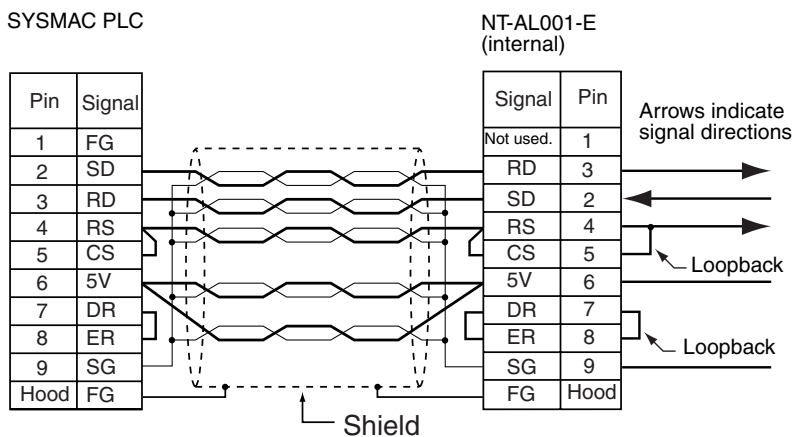 SYSMAC PLC
NT-AL001-E
(internal)
Pin Signal
1 FG
2 SD
3 RD
4 RS
5 CS
6 5V
7 DR
8 ER
9 SG
Hood FG
Signal Pin
Not used. 1
RD 3
SD 2
RS 4
CS 5
5V 6
DR 7
ER 8
SG 9
FG Hood
Arrows indicate
signal directions
Loopback
Loopback
Shield